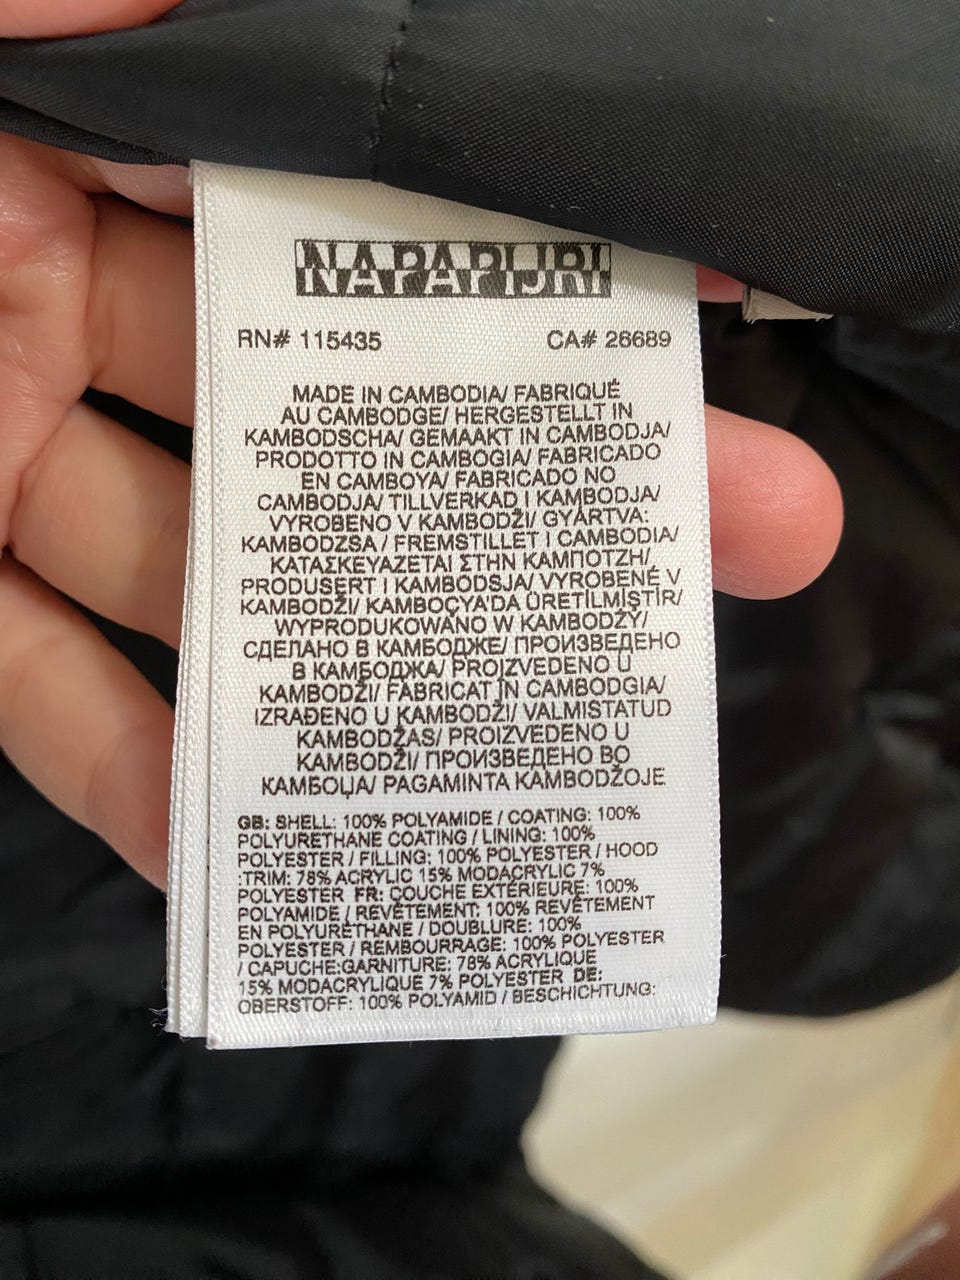 NAPAPIJRI
RN# 115435 CA# 26689
MADE IN CAMBODIA/ FABRIQUÉ
AU CAMBODGE/ HERGESTELLT IN
KAMBODSCHA/ GEMAAKT IN CAMBODJA/
PRODOTTO IN CAMBOGIA/ FABRICADO
EN CAMBOYA/ FABRICADO NO
CAMBODJA/ TILLVERKAD I KAMBODJA/
VYROBENO V KAMBODŽI/ GYÁRTVA:
KAMBODZSA / FREMSTILLET I CAMBODIA/
ΚΑΤΑΣΚΕΥΑΖΕΤΑΙ ΣΤΗΝ ΚΑΜΠΟΤΖΗ/
PRODUSERT I KAMBODSJA/ VYROBENÉ V
KAMBODŽI/ KAMBOÇYA'DA ÜRETİLMİŞTİR/
WYPRODUKOWANO W KAMBODŻY/
СДЕЛАНО В КАМБОДЖЕ/ ПРОИЗВЕДЕНО
В КАМБОДЖА/ PROIZVEDENO U
KAMBODŽI/ FABRICAT ÎN CAMBODGIA/
IZRAĐENO U KAMBODŽI/ VALMISTATUD
KAMBODŽAS/ PROIZVEDENO U
KAMBODŽI/ ПРОИЗВЕДЕНО ВО
КАМБОЏА/ PAGAMINTA KAMBODŽOJE
GB: SHELL: 100% POLYAMIDE / COATING: 100%
POLYURETHANE COATING / LINING: 100%
POLYESTER / FILLING: 100% POLYESTER / HOOD
:TRIM: 78% ACRYLIC 15% MODACRYLIC 7%
POLYESTER FR: COUCHE EXTÉRIEURE: 100%
POLYAMIDE / REVÊTEMENT: 100% REVÊTEMENT
EN POLYURÉTHANE / DOUBLURE: 100%
POLYESTER / REMBOURRAGE: 100% POLYESTER
/ CAPUCHE:GARNITURE: 78% ACRYLIQUE
15% MODACRYLIQUE 7% POLYESTER DE:
OBERSTOFF: 100% POLYAMID / BESCHICHTUNG: